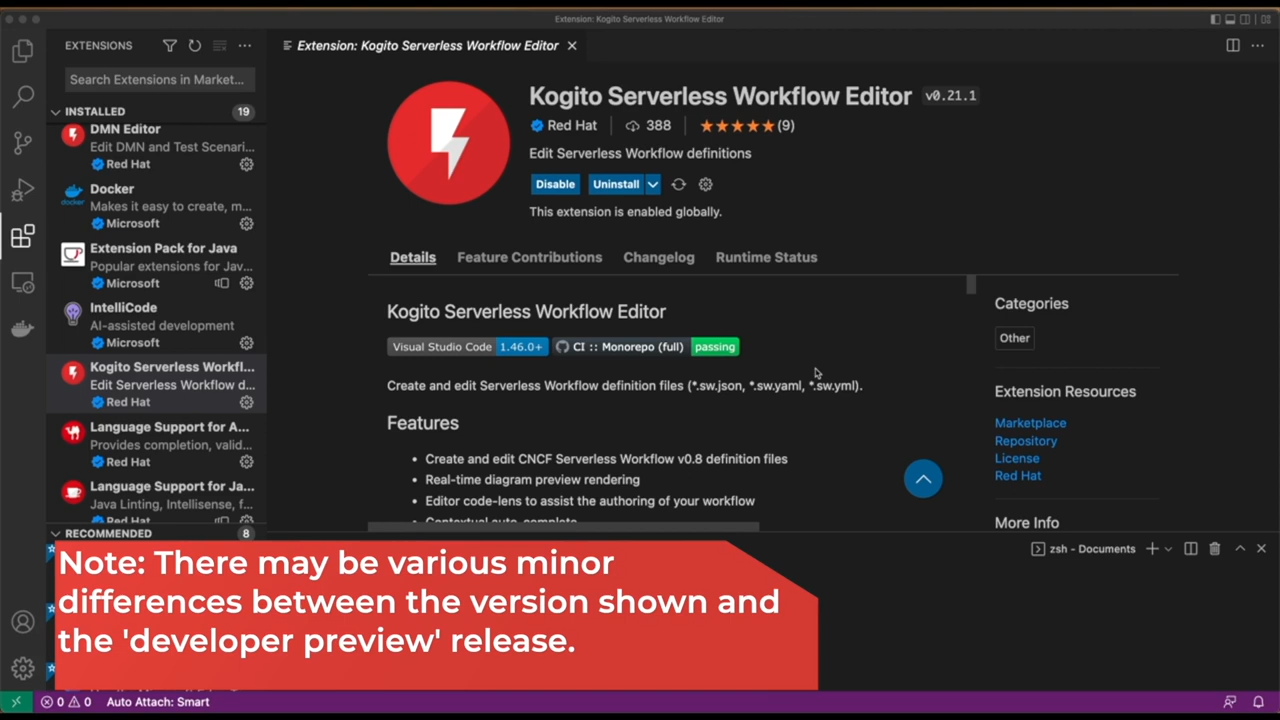 Extension: Kogito Serverless Workflow Editor
EXTENSIONS
Search Extensions in Market...
INSTALLED 19
DMN Editor
Edit DMN and Test Scenari...
Red Hat
Docker
Makes it easy to create, m...
Microsoft
Extension Pack for Java
Popular extensions for Jav...
Microsoft
IntelliCode
AI-assisted development
Microsoft
Kogito Serverless Workfl...
Edit Serverless Workflow d...
Red Hat
Language Support for A...
Provides completion, valid...
Red Hat
Language Support for Ja...
Java Linting, Intellisense, f...
Red Hat
RECOMMENDED 8
Extension: Kogito Serverless Workflow Editor
Kogito Serverless Workflow Editor v0.21.1
Red Hat 388 (9)
Edit Serverless Workflow definitions
Disable Uninstall
This extension is enabled globally.
Details Feature Contributions Changelog Runtime Status
Kogito Serverless Workflow Editor
Visual Studio Code 1.46.0+ CI :: Monorepo (full) passing
Create and edit Serverless Workflow definition files (*.sw.json, *.sw.yaml, *.sw.yml).
Features
• Create and edit CNCF Serverless Workflow v0.8 definition files
• Real-time diagram preview rendering
• Editor code-lens to assist the authoring of your workflow
• Contextual auto-complete
Categories
Other
Extension Resources
Marketplace
Repository
License
Red Hat
More Info
zsh - Documents
Note: There may be various minor
differences between the version shown and
the 'developer preview' release.
0 0 Auto Attach: Smart